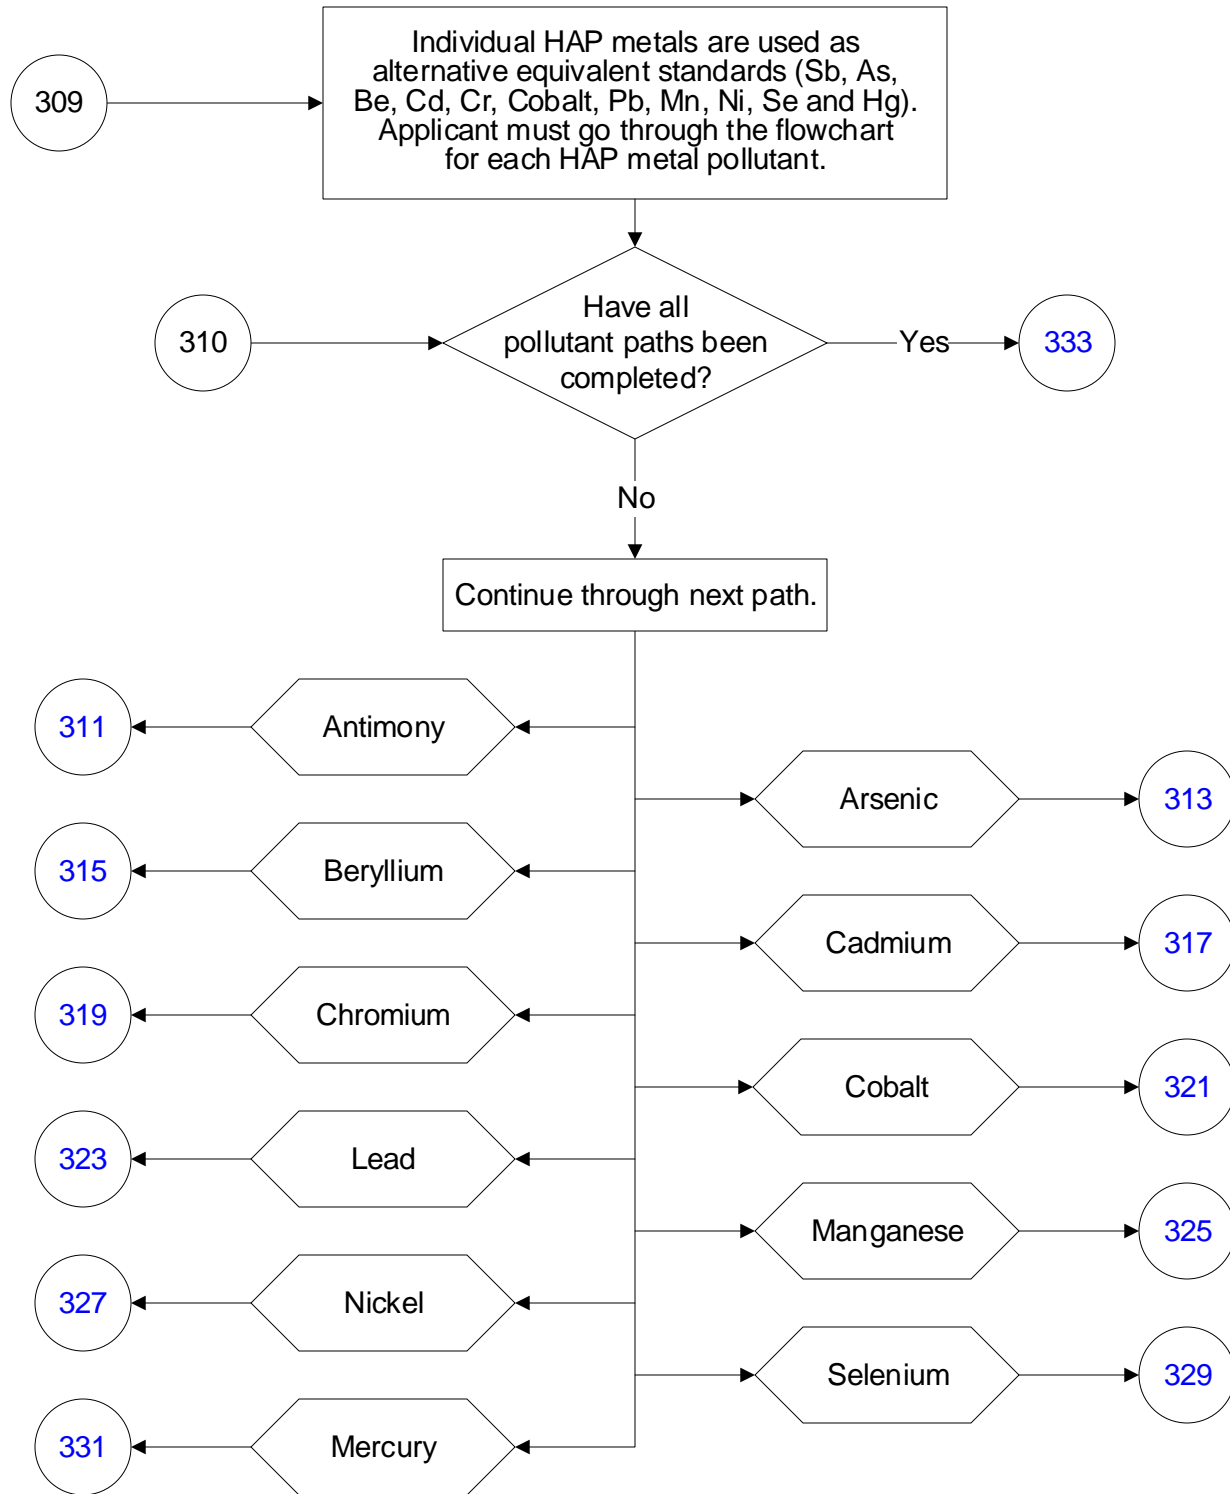 Individual HAP metals are used as
alternative equivalent standards (Sb, As,
Be, Cd, Cr, Cobalt, Pb, Mn, Ni, Se and Hg).
Applicant must go through the flowchart
for each HAP metal pollutant.
309
Have all
pollutant paths been
completed?
310
Yes
333
No
Continue through next path.
311
Antimony
Arsenic
313
315
Beryllium
Cadmium
317
319
Chromium
Cobalt
321
323
Lead
Manganese
325
327
Nickel
Selenium
329
331
Mercury